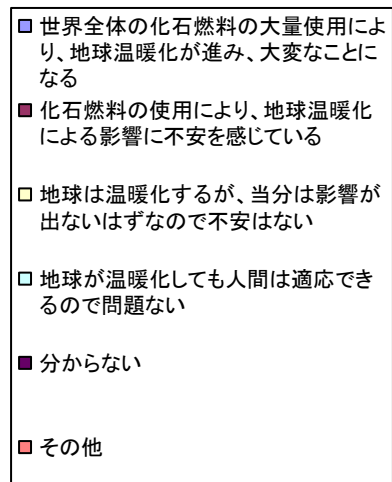 世界全体の化石燃料の大量使用によ
り、地球温暖化が進み、大変なことに
なる
化石燃料の使用により、地球温暖化
による影響に不安を感じている
地球は温暖化するが、当分は影響が
出ないはずなので不安はない
地球が温暖化しても人間は適応でき
るので問題ない
分からない
その他